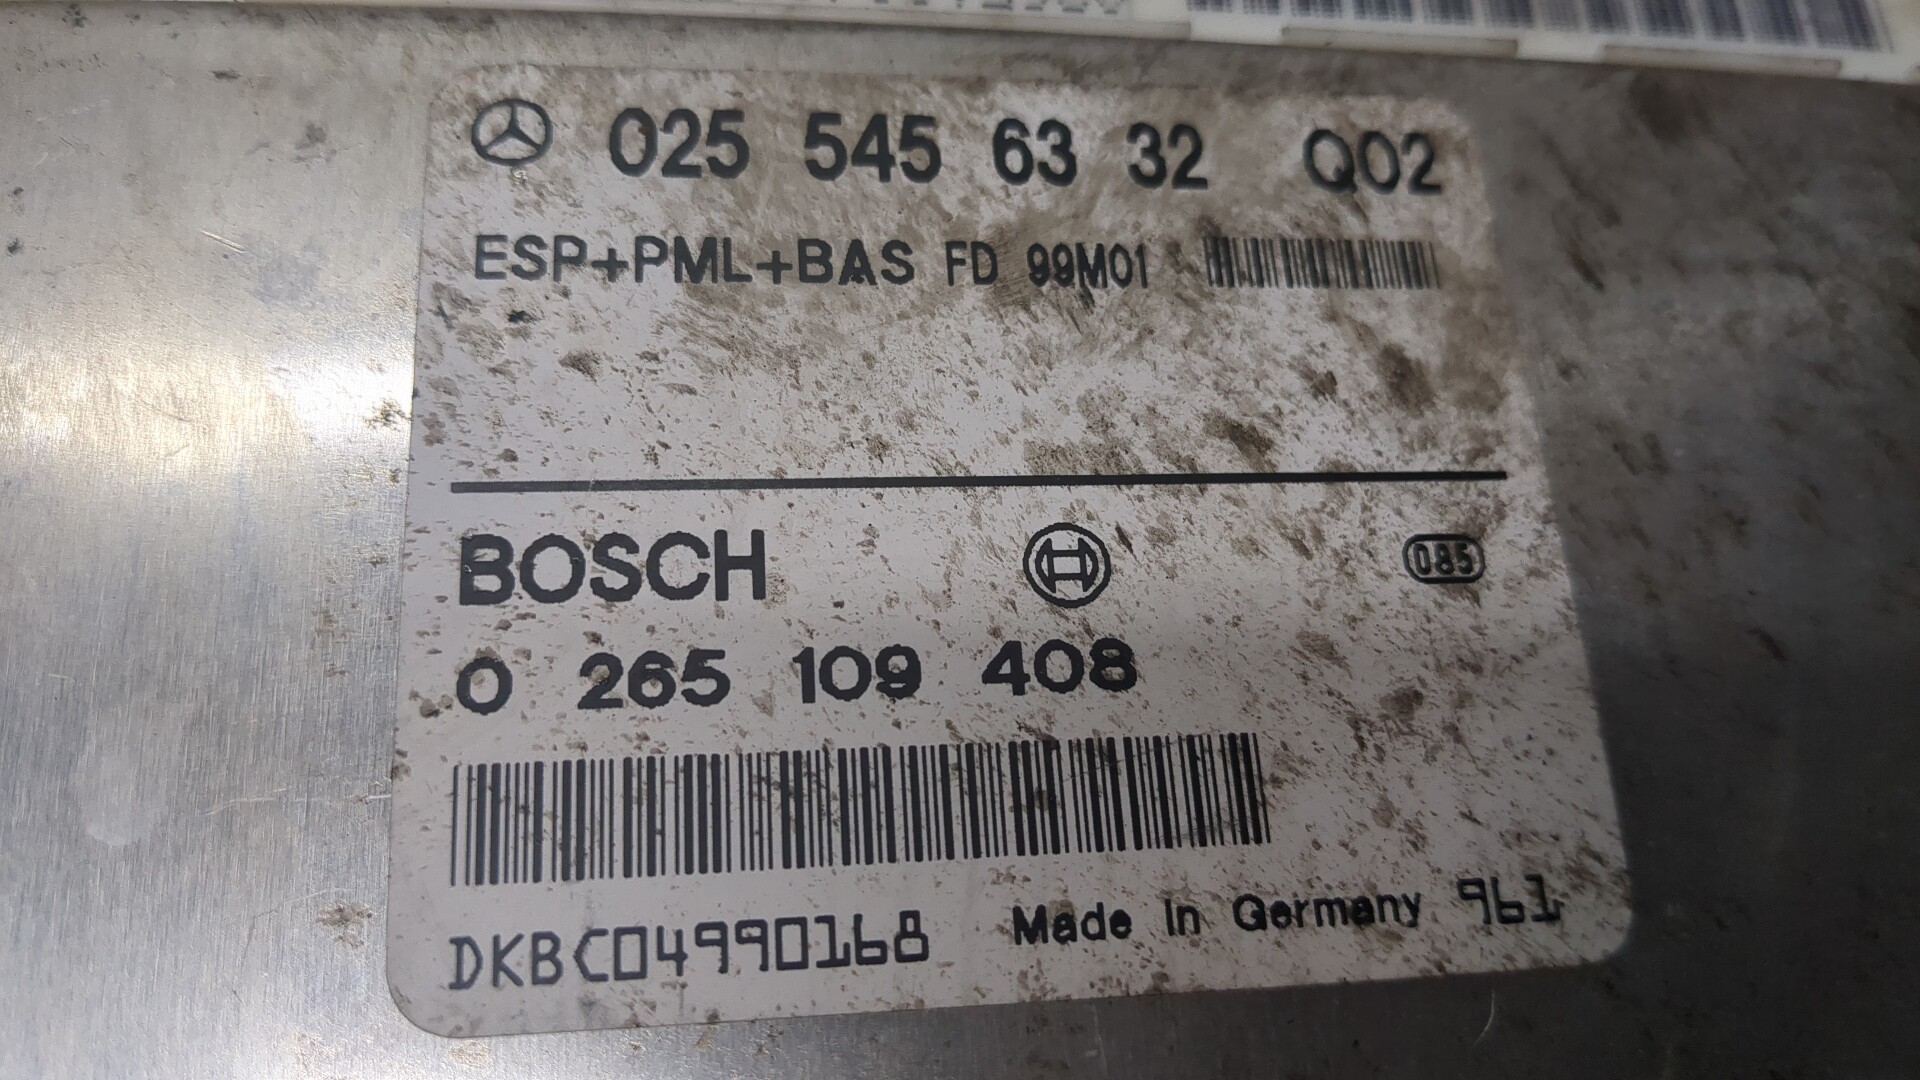 025 545 63 32 Q02
ESP+PML+BAS FD 99M01
BOSCH
085
0 265 109 408
DKBC04990168 Made in Germany 961